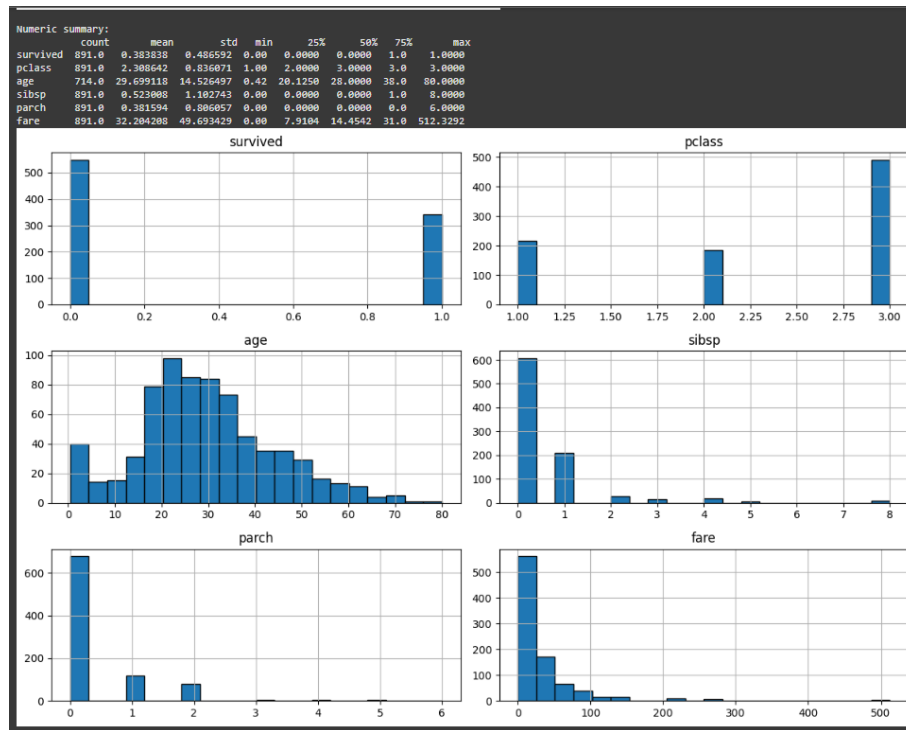 Numeric summary:
count mean std min 25% 50% 75% max
survived 891.0 0.383838 0.486592 0.00 0.0000 0.0000 1.0 1.0000
pclass 891.0 2.308642 0.836071 1.00 2.0000 3.0000 3.0 3.0000
age 714.0 29.699118 14.526497 0.42 20.1250 28.0000 38.0 80.0000
sibsp 891.0 0.523008 1.102743 0.00 0.0000 0.0000 1.0 8.0000
parch 891.0 0.381594 0.806057 0.00 0.0000 0.0000 0.0 6.0000
fare 891.0 32.204208 49.693429 0.00 7.9104 14.4542 31.0 512.3292
survived
500
400
300
200
100
0
0.0 0.2 0.4 0.6 0.8 1.0
pclass
500
400
300
200
100
0
1.00 1.25 1.50 1.75 2.00 2.25 2.50 2.75 3.00
age
100
80
60
40
20
0
0 10 20 30 40 50 60 70 80
sibsp
600
500
400
300
200
100
0
0 1 2 3 4 5 6 7 8
parch
600
400
200
0
0 1 2 3 4 5 6
fare
500
400
300
200
100
0
0 100 200 300 400 500